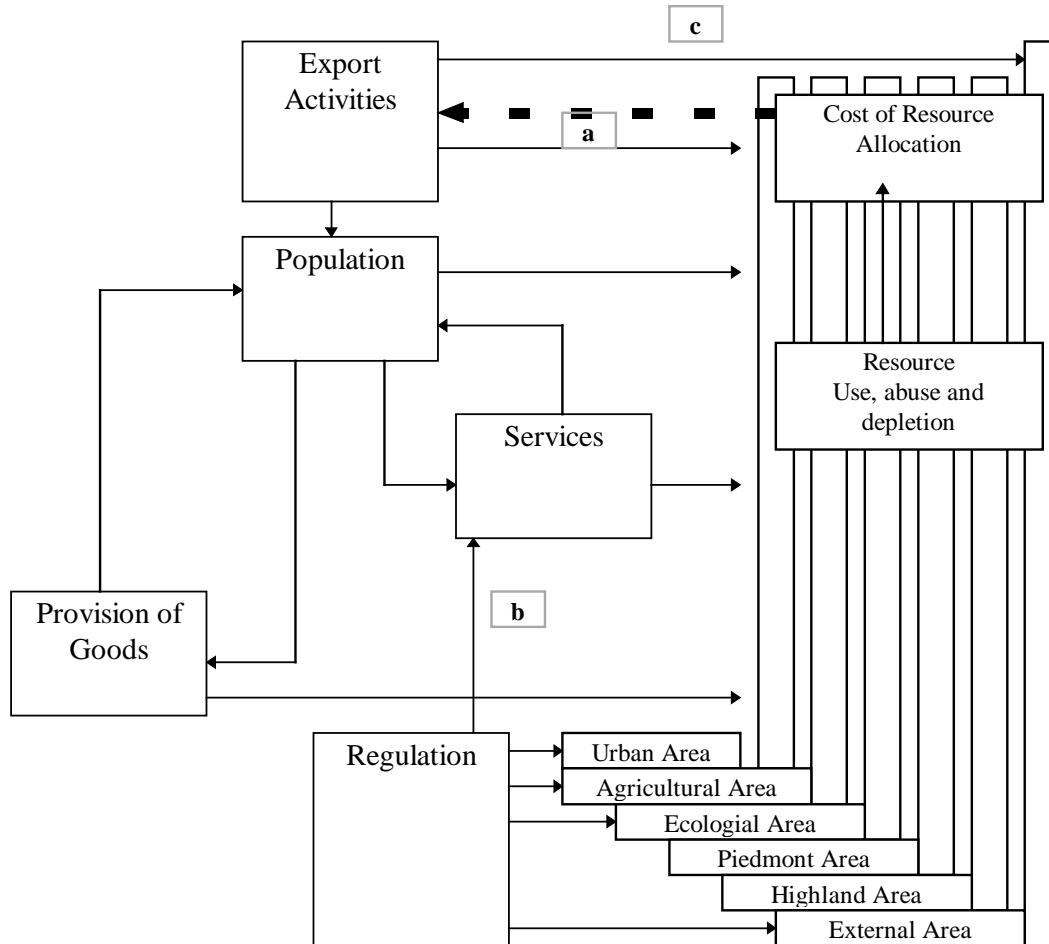 c
Export
Activities
Cost of Resource
Allocation
a
Population
Resource
Use, abuse and
depletion
Services
b
Provision of
Goods
Regulation
Urban Area
Agricultural Area
Ecologial Area
Piedmont Area
Highland Area
External Area